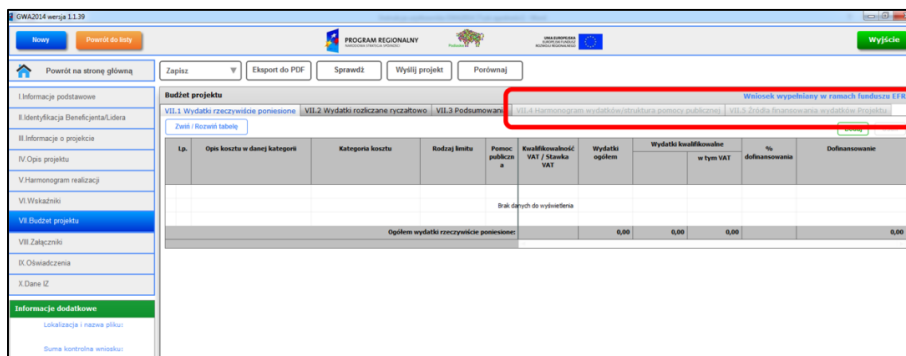 GWA2014 wersja 1.1.39
Nowy
Powrót do listy
PROGRAM REGIONALNY
NARODOWA STRATEGIA SPÓJNOŚCI
UNIA EUROPEJSKA
Wyjście
Powrót na stronę główną
Zapisz
Eksport do PDF
Sprawdź
Wyślij projekt
Porównaj
I.Informacje podstawowe
II.Identyfikacja Beneficjenta/Lidera
III.Informacje o projekcie
IV.Opis projektu
V.Harmonogram realizacji
VI.Wskaźniki
VII.Budżet projektu
VIII.Załączniki
IX.Oświadczenia
X.Dane IZ
Informacje dodatkowe
Lokalizacja i nazwa pliku:
Suma kontrolna wniosku:
Budżet projektu
Wniosek wypełniany w ramach funduszu EFR
VII.1 Wydatki rzeczywiście poniesione
VII.2 Wydatki rozliczane ryczałtowo
VII.3 Podsumowanie
VII.4 Harmonogram wydatków/struktura pomocy publicznej
VII.5 Źródła finansowania wydatków Projektu
Zwiń / Rozwiń tabelę
Lp.
Opis kosztu w danej kategorii
Kategoria kosztu
Rodzaj limitu
Pomoc publiczna
Kwalifikowalność VAT / Stawka VAT
Wydatki ogółem
Wydatki kwalifikowalne
w tym VAT
% dofinansowania
Dofinansowanie
Brak danych do wyświetlenia
Ogółem wydatki rzeczywiście poniesione:
0,00
0,00
0,00
0,00